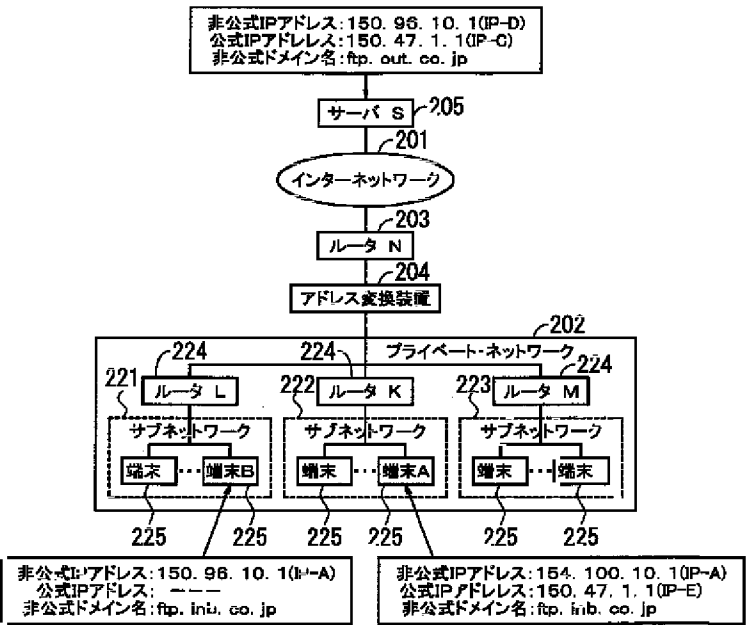 非公式IPアドレス:150. 96. 10. 1(IP-D)
公式IPアドレルス:150. 47. 1. 1(IP-C)
非公式ドメイン名:ftp. out. co. jp
サーバ S
205
201
インターネットワーク
203
ルータ N
204
アドレス変換装置
202
プライベート・ネットワーク
224
224
224
221
ルータ L
222
ルータ K
223
ルータ M
サブネットワーク
サブネットワーク
サブネットワーク
端末 ・・・ 端末B
端末 ・・・ 端末A
端末 ・・・ 端末
225
225
225
225
225
225
非公式IPアドレス:150. 96. 10. 1(IP-A)
公式IPアドレス: ---
非公式ドメイン名:ftp. inb. co. jp
非公式IPアドレス:154. 100. 10. 1(IP-A)
公式IPアドレス:150. 47. 1. 1(IP-E)
非公式ドメイン名:ftp. inb. co. jp